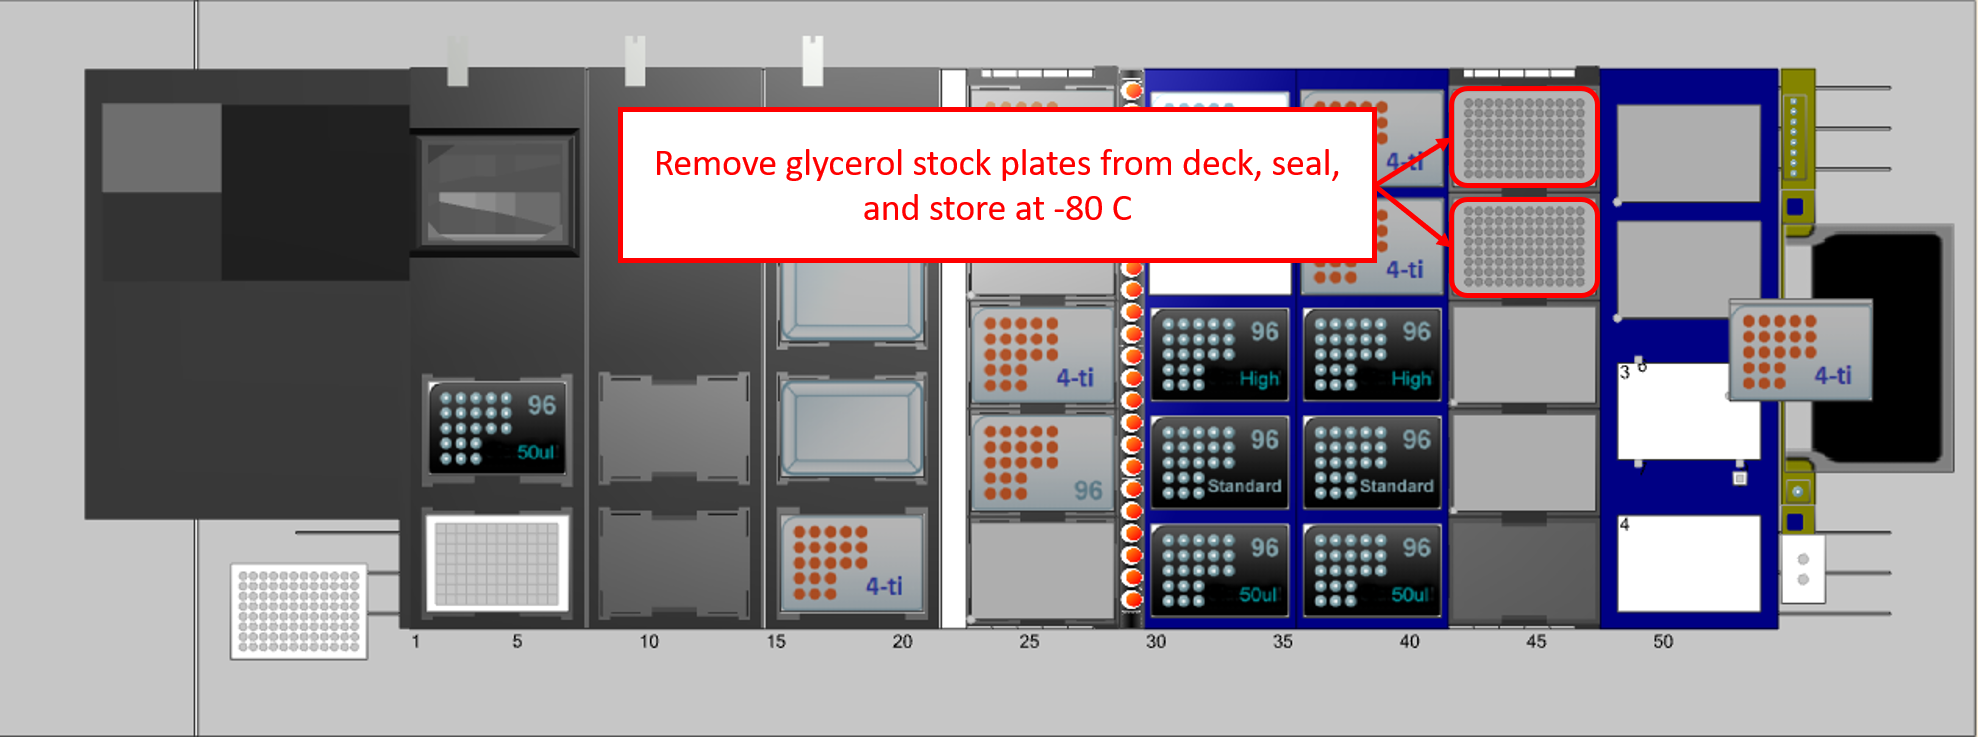 Remove glycerol stock plates from deck, seal,
and store at -80 C
4-ti
4-ti
4-ti
96
High
96
High
3 6
4-ti
96
50ul
96
96
Standard
96
Standard
4-ti
96
50ul
96
50ul
4
1 5 10 15 20 25 30 35 40 45 50